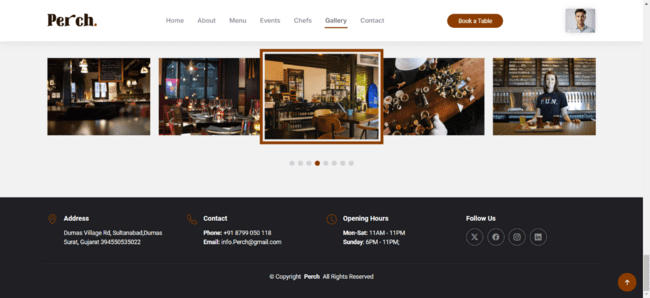 Perch.
Home About Menu Events Chefs Gallery Contact Book a Table
FUN.
Address
Dumas Village Rd, Sultanabad,Dumas
Surat, Gujarat 394550535022
Contact
Phone: +91 8799 050 118
Email: info.Perch@gmail.com
Opening Hours
Mon-Sat: 11AM - 11PM
Sunday: 6PM - 11PM;
Follow Us
© Copyright Perch All Rights Reserved